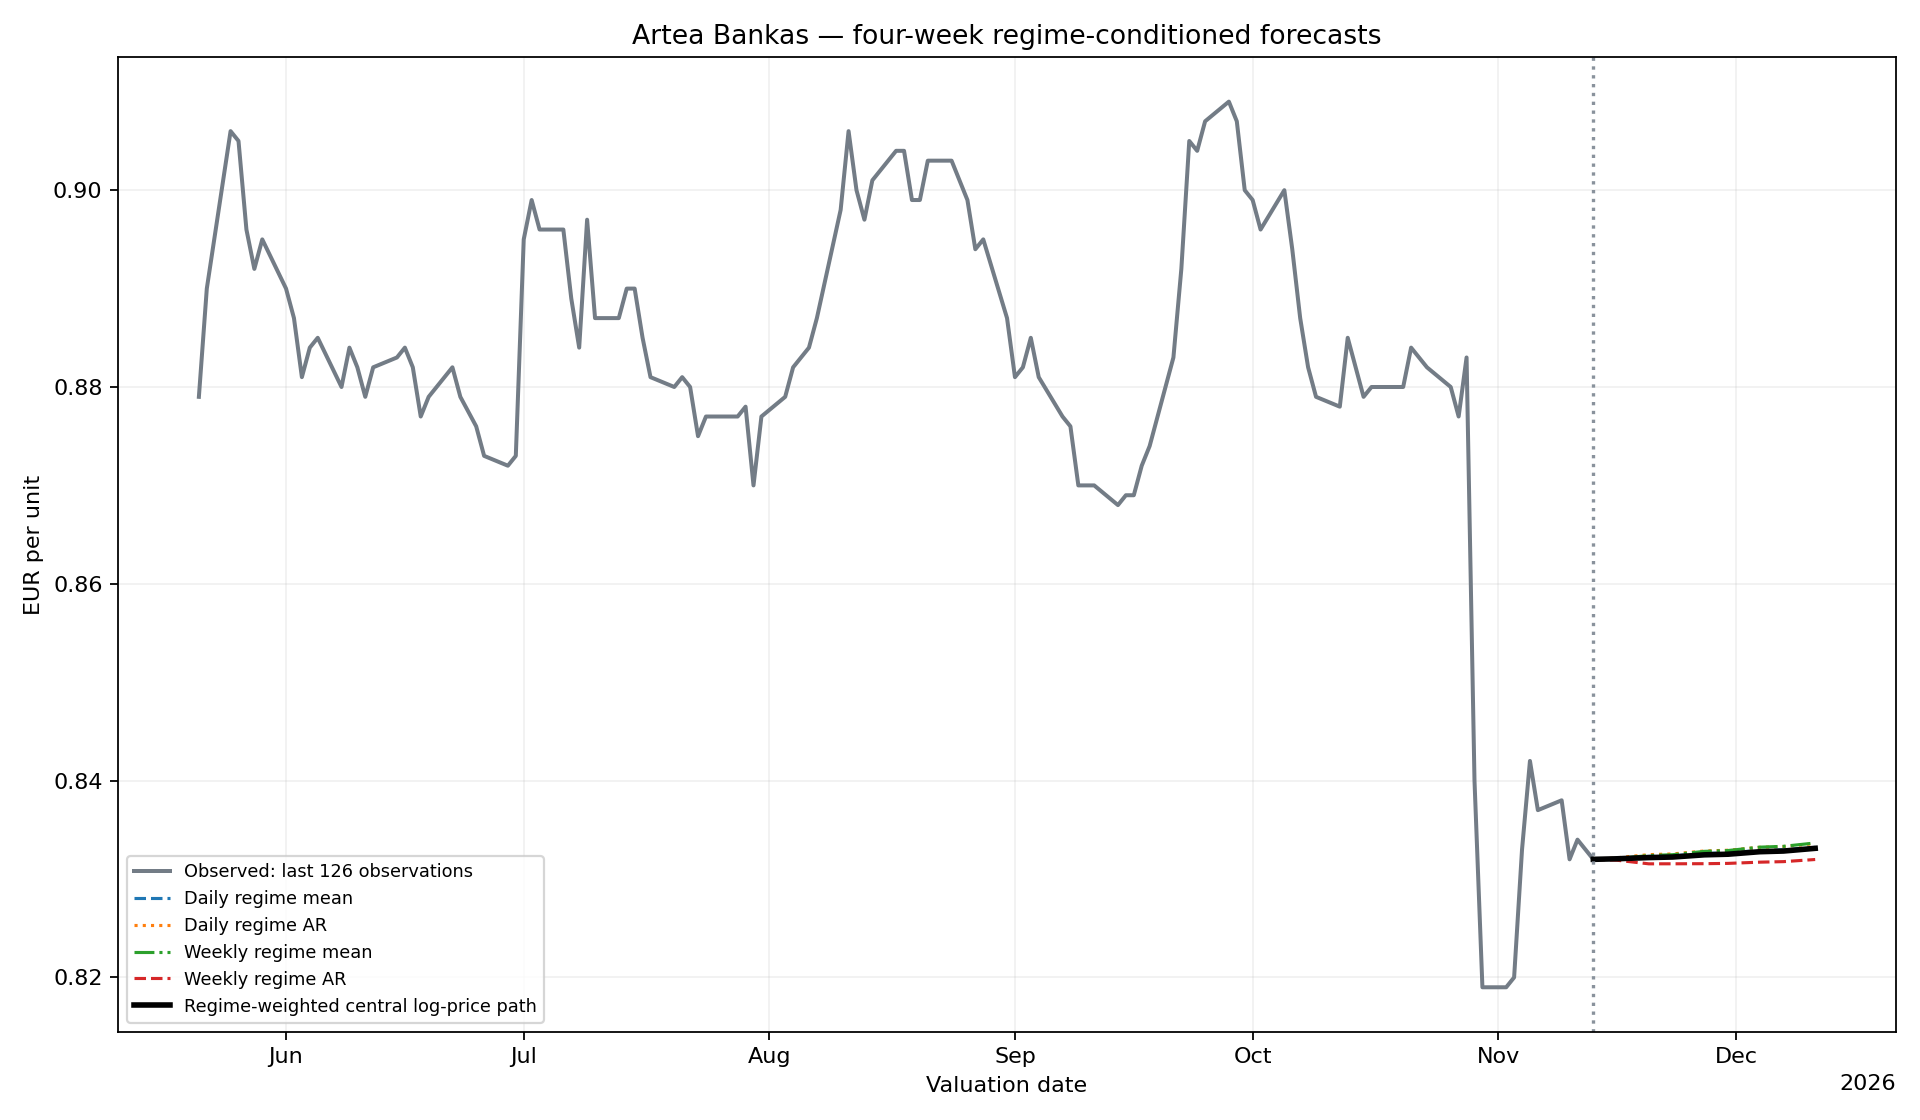 Artea Bankas — four-week regime-conditioned forecasts
EUR per unit
0.90
0.88
0.86
0.84
0.82
Observed: last 126 observations
Daily regime mean
Daily regime AR
Weekly regime mean
Weekly regime AR
Regime-weighted central log-price path
Jun Jul Aug Sep Oct Nov Dec
Valuation date
2026